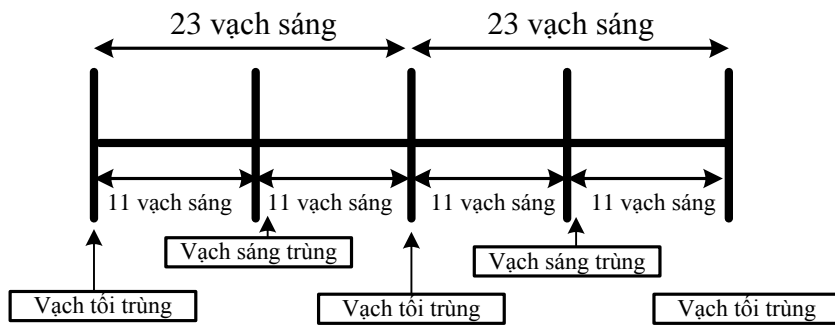 23 vạch sáng 23 vạch sáng
11 vạch sáng 11 vạch sáng 11 vạch sáng 11 vạch sáng
Vạch sáng trùng Vạch sáng trùng
Vạch tối trùng Vạch tối trùng Vạch tối trùng